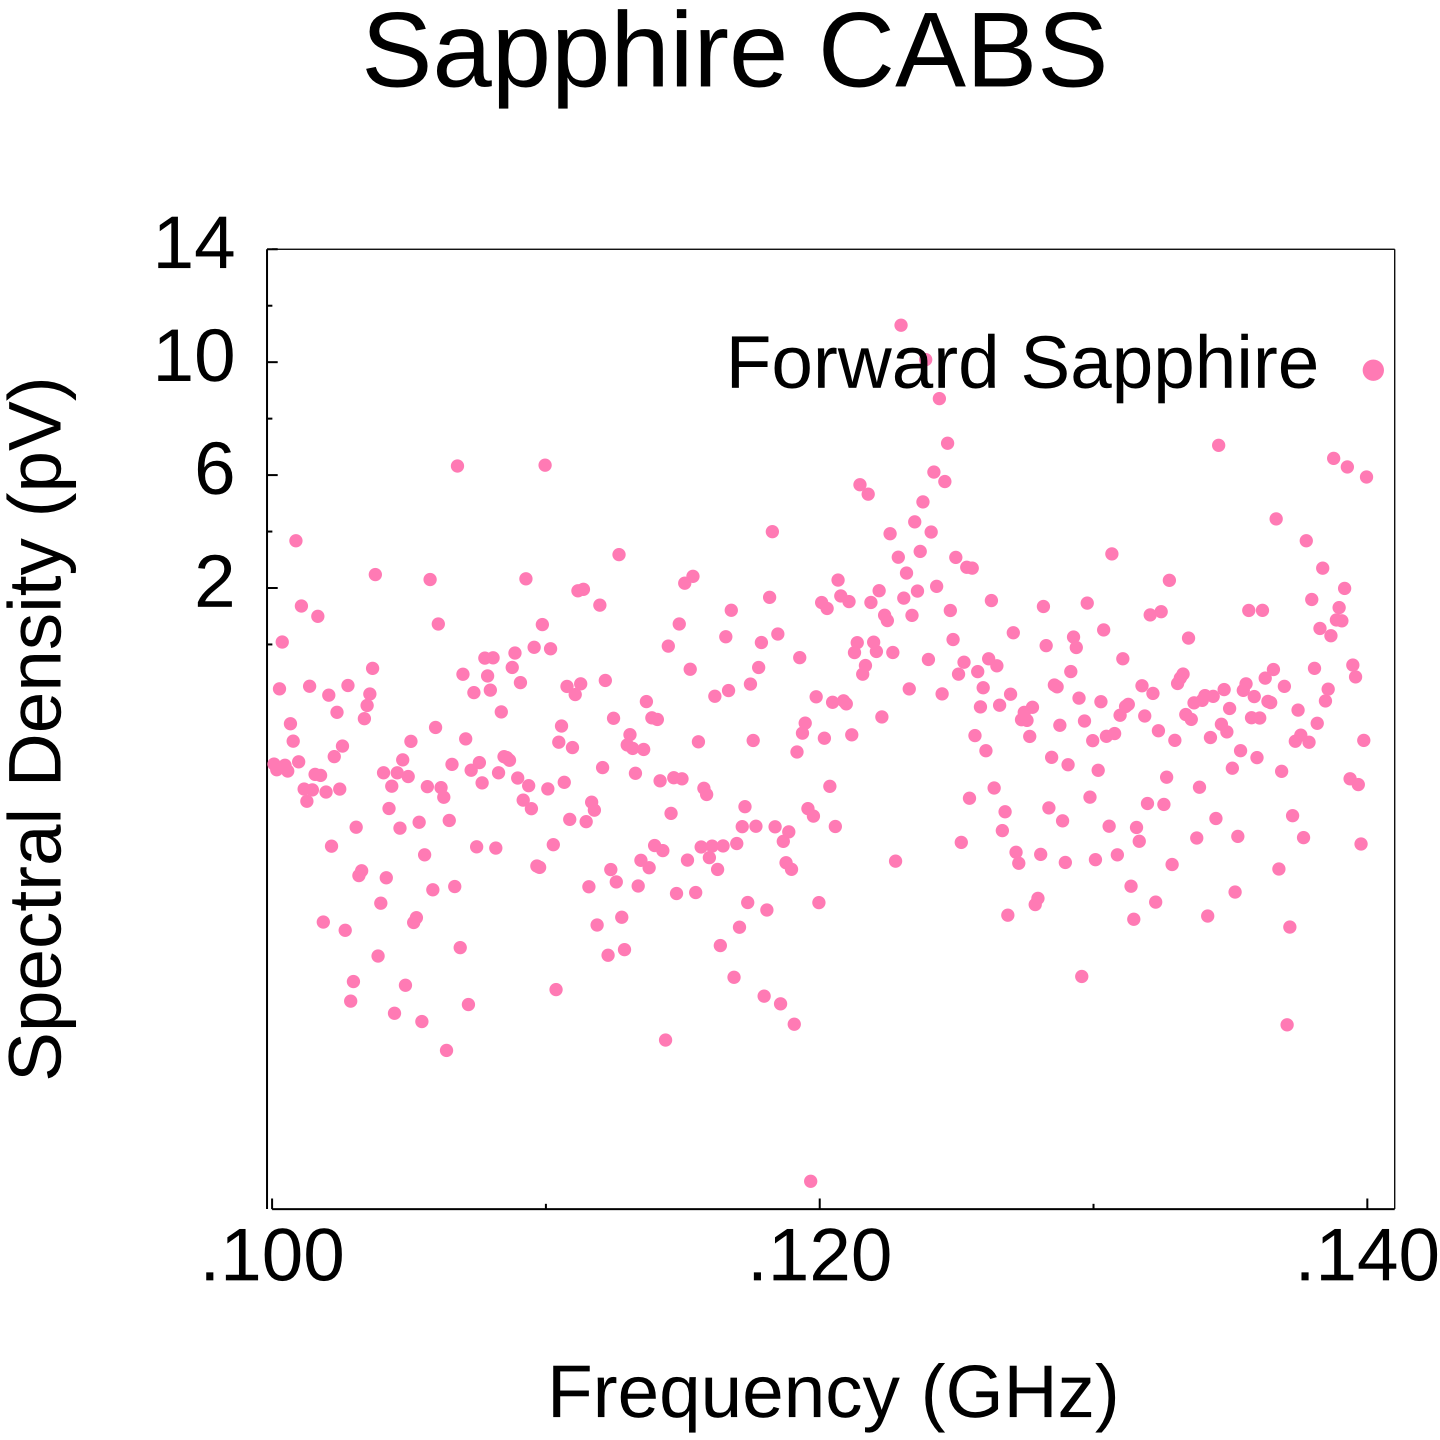 Sapphire CABS
14
10
6
2
Forward Sapphire
Spectral Density (pV)
.100
.120
.140
Frequency (GHz)